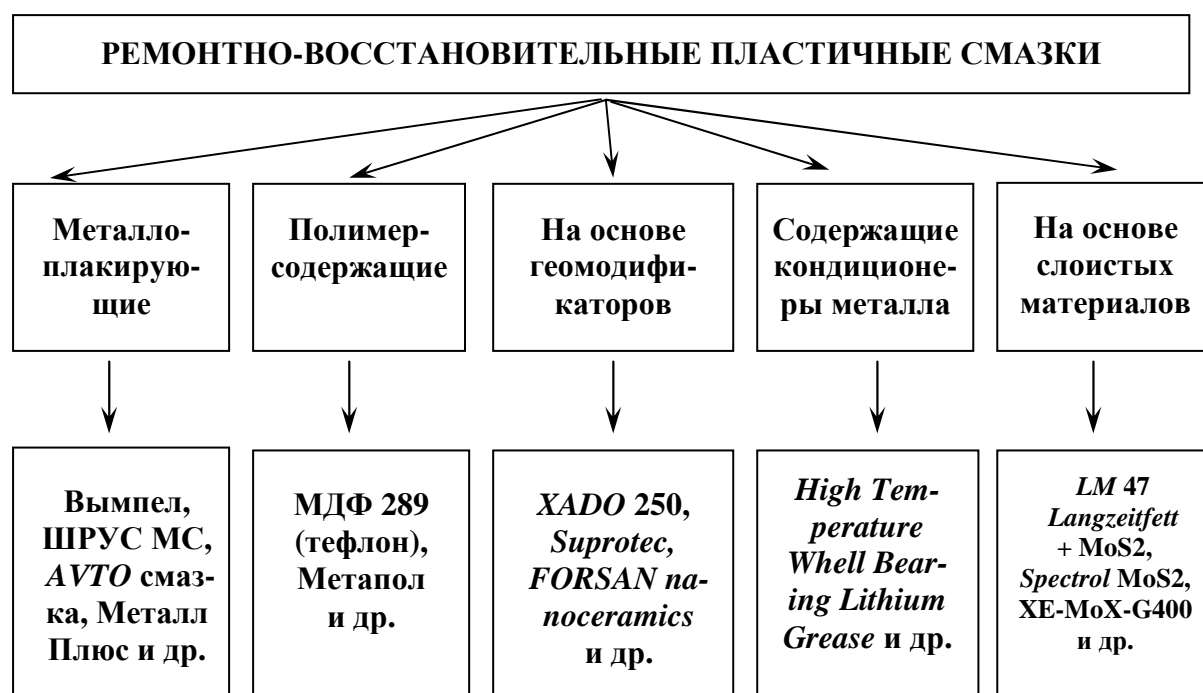 РЕМОНТНО-ВОССТАНОВИТЕЛЬНЫЕ ПЛАСТИЧНЫЕ СМАЗКИ
Металло-
плакирую-
щие
Полимер-
содержащие
На основе
геомодифи-
каторов
Содержащие
кондиционе-
ры металла
На основе
слоистых
материалов
Вымпел,
ШРУС МС,
AVTO смаз-
ка, Металл
Плюс и др.
МДФ 289
(тефлон),
Метапол
и др.
XADO 250,
Suprotec,
FORSAN na-
noceramics
и др.
High Tem-
perature
Whell Bear-
ing Lithium
Grease и др.
LM 47
Langzeitfett
+ MoS2,
Spectrol MoS2,
XE-MoX-G400
и др.